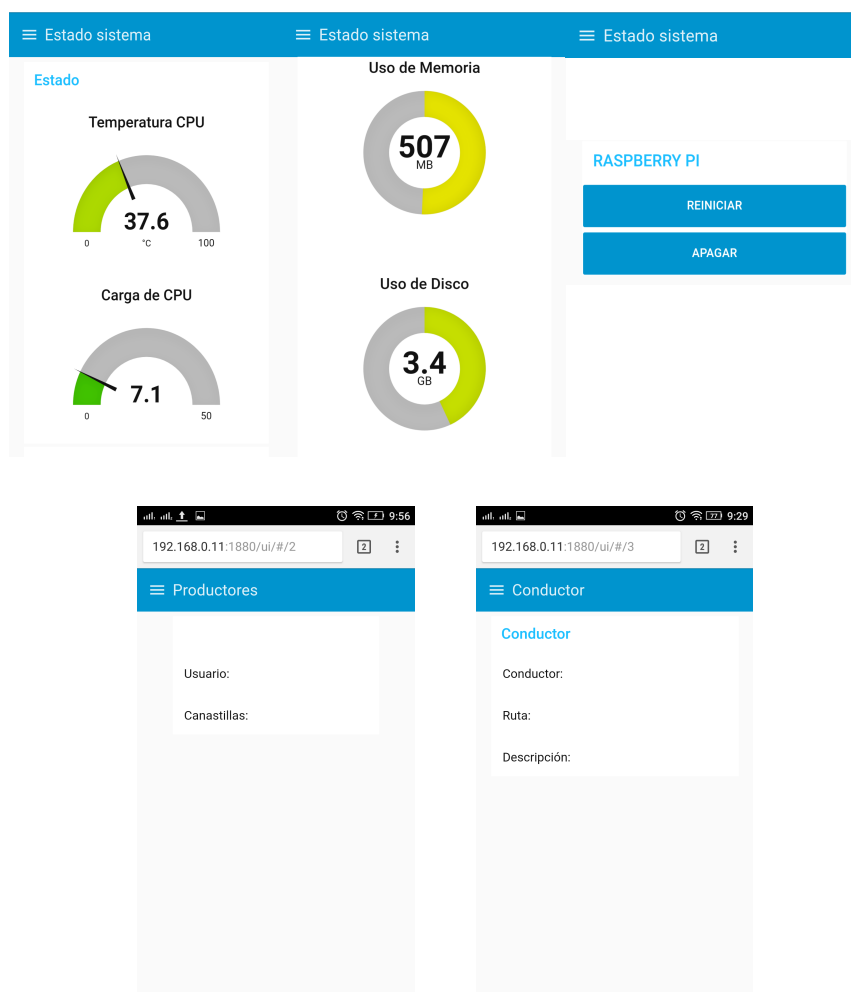 Estado sistema
Estado
Temperatura CPU
37.6
0
°C
100
Carga de CPU
7.1
0
50
Estado sistema
Uso de Memoria
507
MB
Uso de Disco
3.4
GB
Estado sistema
RASPBERRY PI
REINICIAR
APAGAR
9:56
192.168.0.11:1880/ui/#/2
2
Productores
Usuario:
Canastillas:
77
9:29
192.168.0.11:1880/ui/#/3
2
Conductor
Conductor
Conductor:
Ruta:
Descripción: